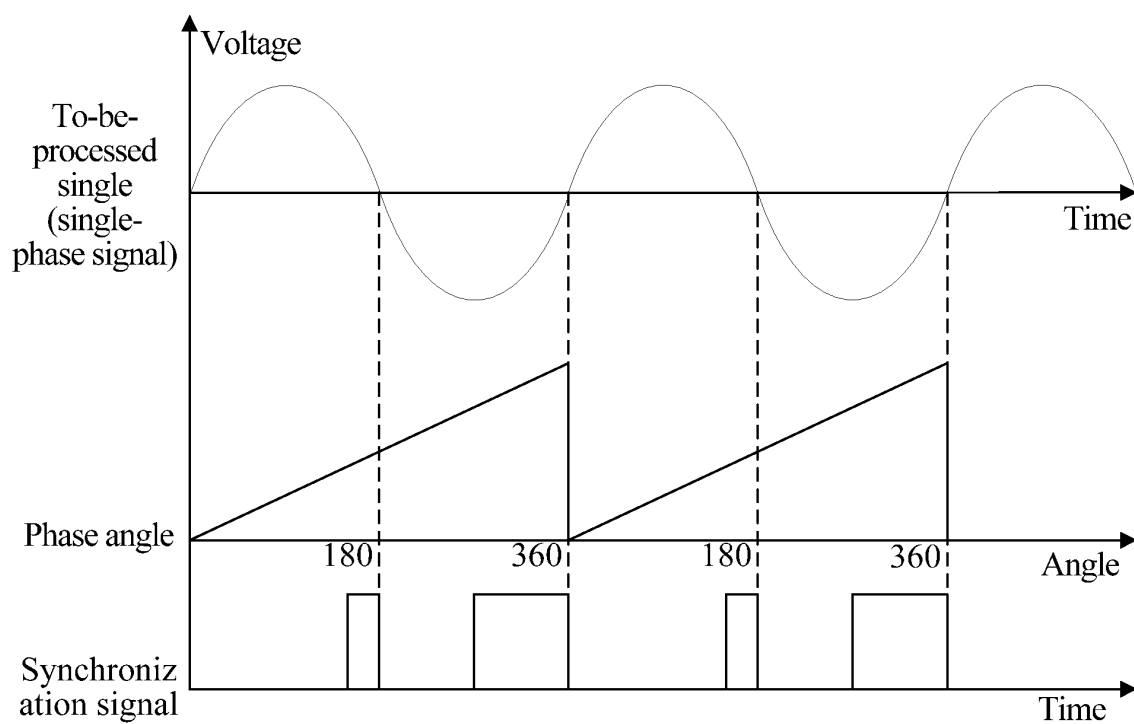 Voltage
To-be-
processed
single
(single-
phase signal)
Time
Phase angle
180
360
180
360
Angle
Synchroniz
ation signal
Time